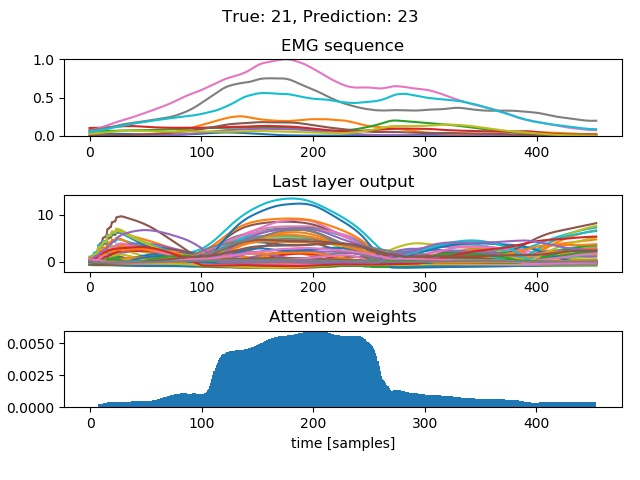 True: 21, Prediction: 23
EMG sequence
1.0
0.5
0.0
0 100 200 300 400
Last layer output
10
0
0 100 200 300 400
Attention weights
0.0050
0.0025
0.0000
0 100 200 300 400
time [samples]